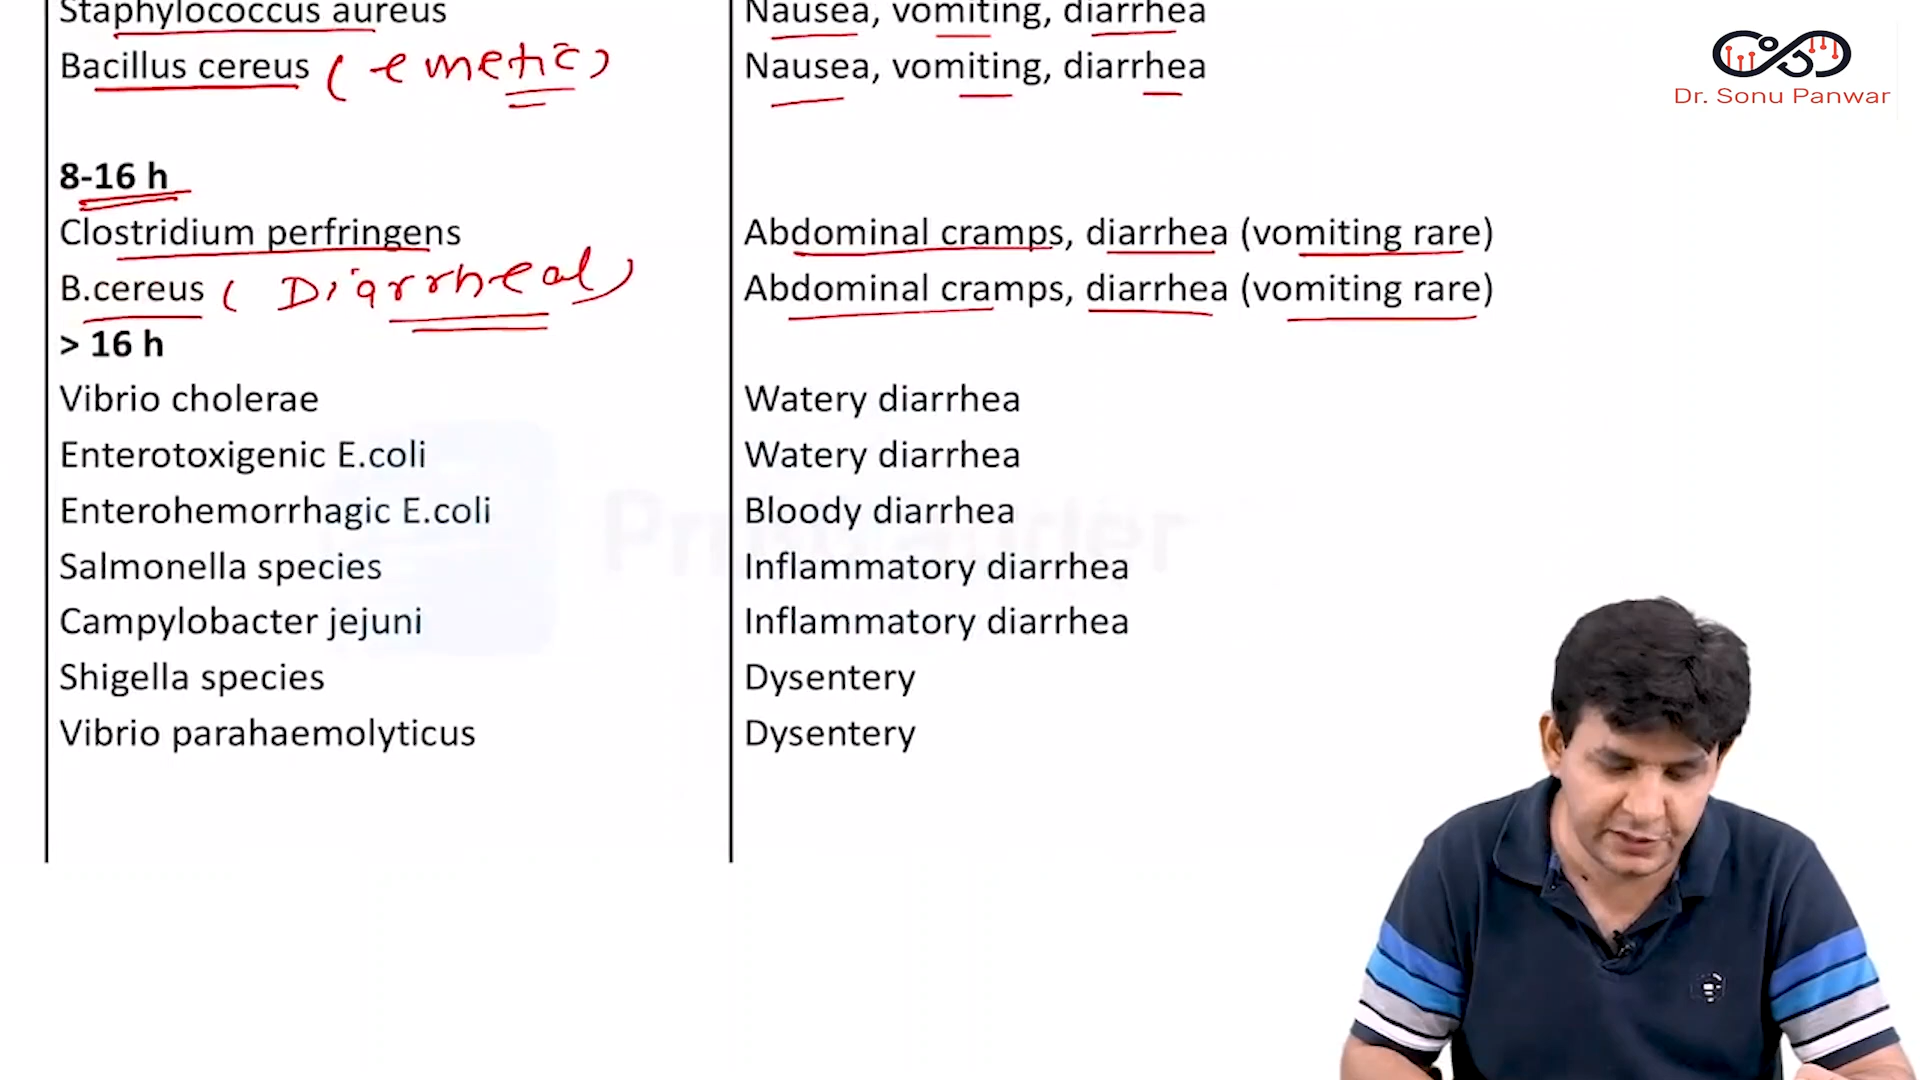 Staphylococcus aureus Nausea, vomiting, diarrhea
Bacillus cereus (emetic) Nausea, vomiting, diarrhea
Dr. Sonu Panwar
8-16 h
Clostridium perfringens Abdominal cramps, diarrhea (vomiting rare)
B.cereus (Diarrheal) Abdominal cramps, diarrhea (vomiting rare)
> 16 h
Vibrio cholerae Watery diarrhea
Enterotoxigenic E.coli Watery diarrhea
Enterohemorrhagic E.coli Bloody diarrhea
Salmonella species Inflammatory diarrhea
Campylobacter jejuni Inflammatory diarrhea
Shigella species Dysentery
Vibrio parahaemolyticus Dysentery